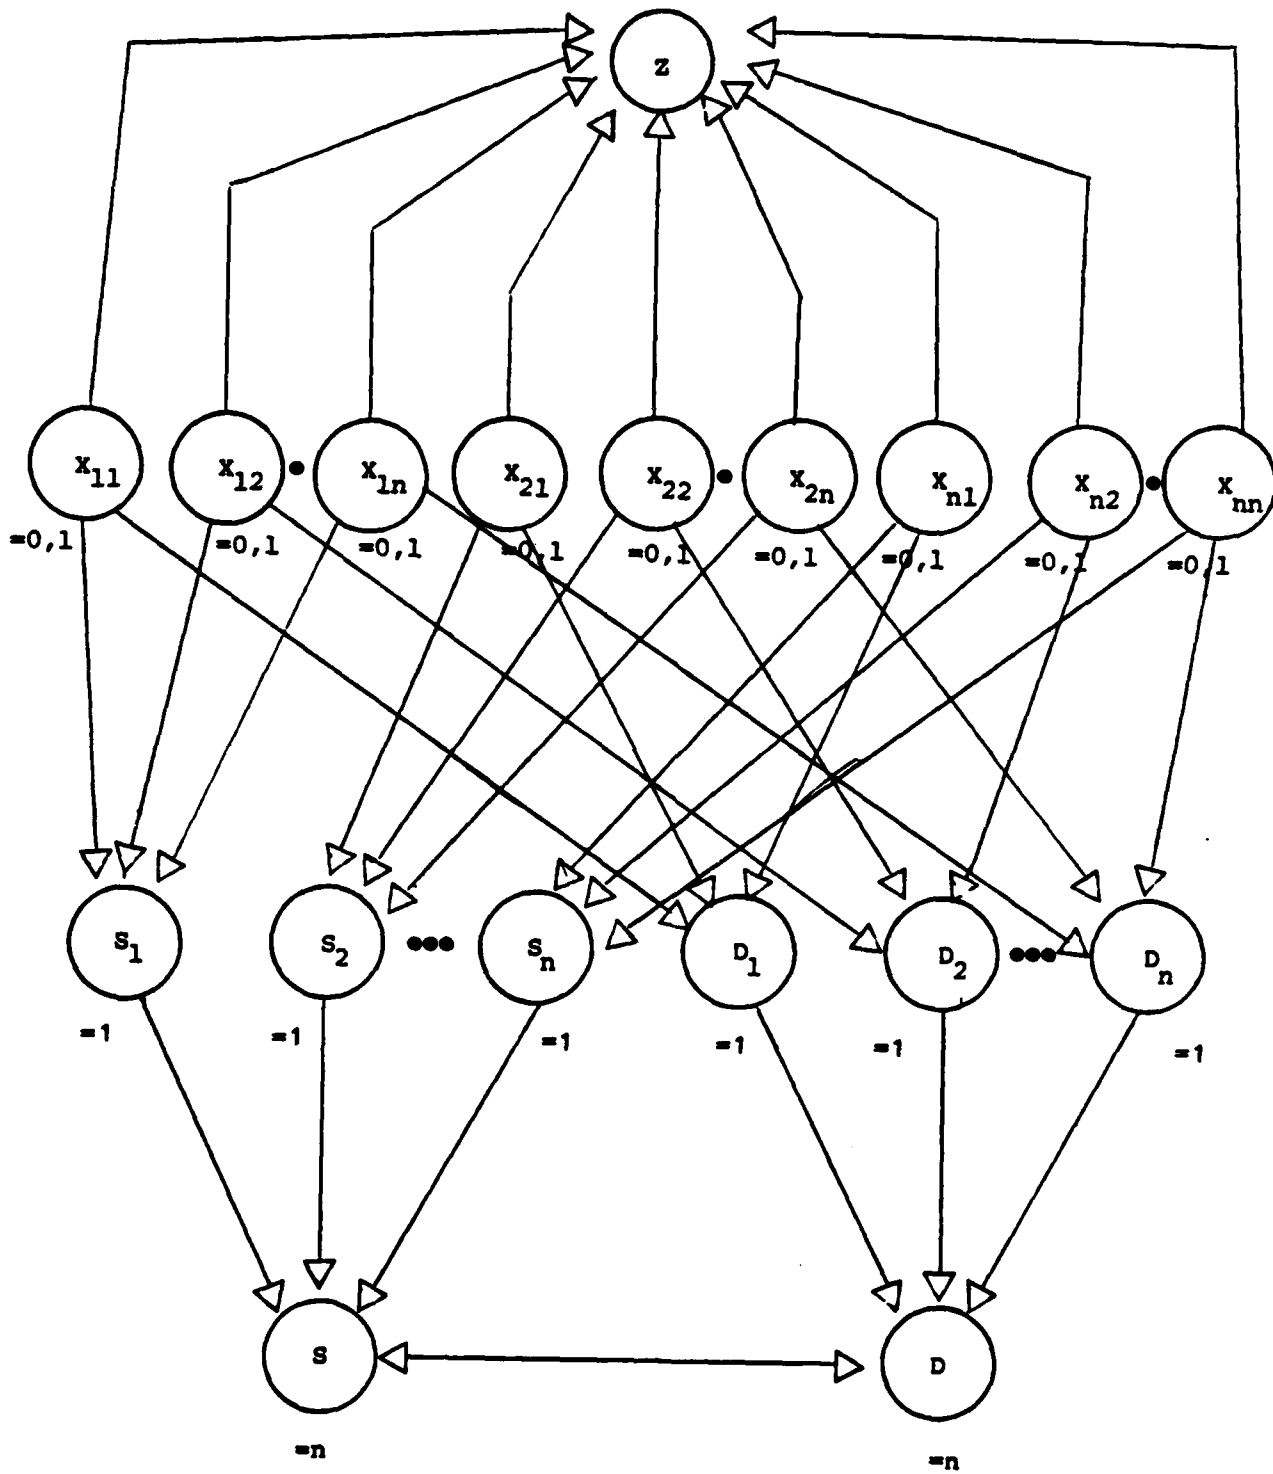 Z
X11 X12 X1n X21 X22 X2n Xn1 Xn2 Xnn
=0,1 =0,1 =0,1 =0,1 =0,1 =0,1 =0,1 =0,1 =0,1
S1 S2 Sn D1 D2 Dn
=1 =1 =1 =1 =1 =1
S D
=n =n